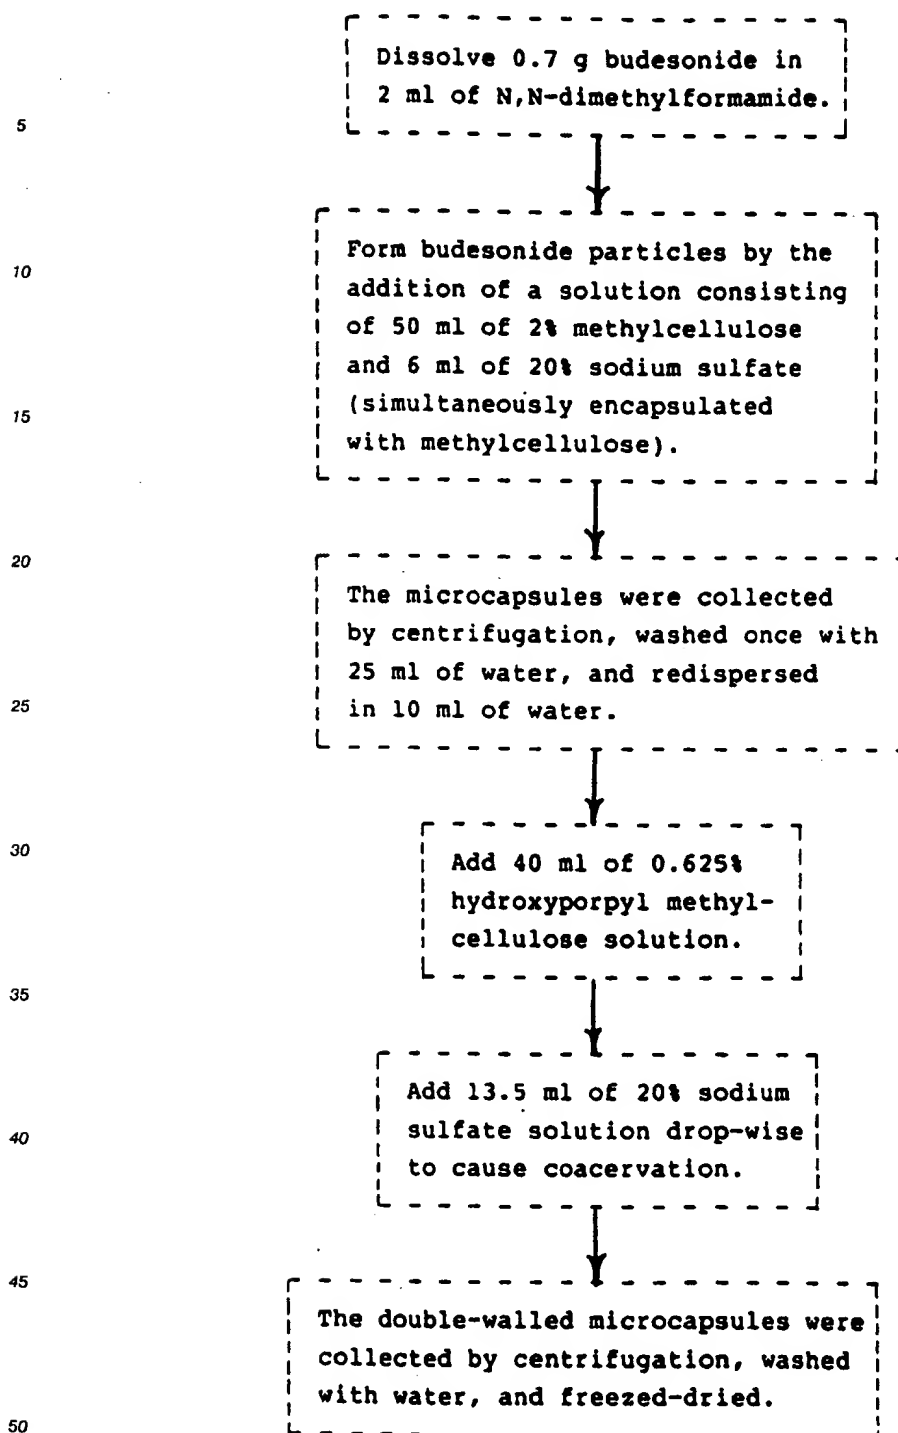 Dissolve 0.7 g budesonide in
2 ml of N,N-dimethylformamide.
5
Form budesonide particles by the
10
addition of a solution consisting
of 50 ml of 2% methylcellulose
and 6 ml of 20% sodium sulfate
15
(simultaneously encapsulated
with methylcellulose).
20
The microcapsules were collected
by centrifugation, washed once with
25 ml of water, and redispersed
25
in 10 ml of water.
30
Add 40 ml of 0.625%
hydroxyporpyl methyl-
cellulose solution.
35
Add 13.5 ml of 20% sodium
40
sulfate solution drop-wise
to cause coacervation.
45
The double-walled microcapsules were
collected by centrifugation, washed
with water, and freezed-dried.
50